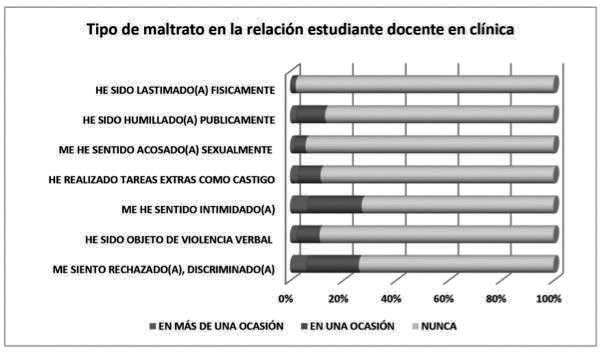 Tipo de maltrato en la relación estudiante docente en clínica
HE SIDO LASTIMADO(A) FISICAMENTE
HE SIDO HUMILLADO(A) PUBLICAMENTE
ME HE SENTIDO ACOSADO(A) SEXUALMENTE
HE REALIZADO TAREAS EXTRAS COMO CASTIGO
ME HE SENTIDO INTIMIDADO(A)
HE SIDO OBJETO DE VIOLENCIA VERBAL
ME SIENTO RECHAZADO(A), DISCRIMINADO(A)
0% 20% 40% 60% 80% 100%
EN MÁS DE UNA OCASIÓN EN UNA OCASIÓN NUNCA